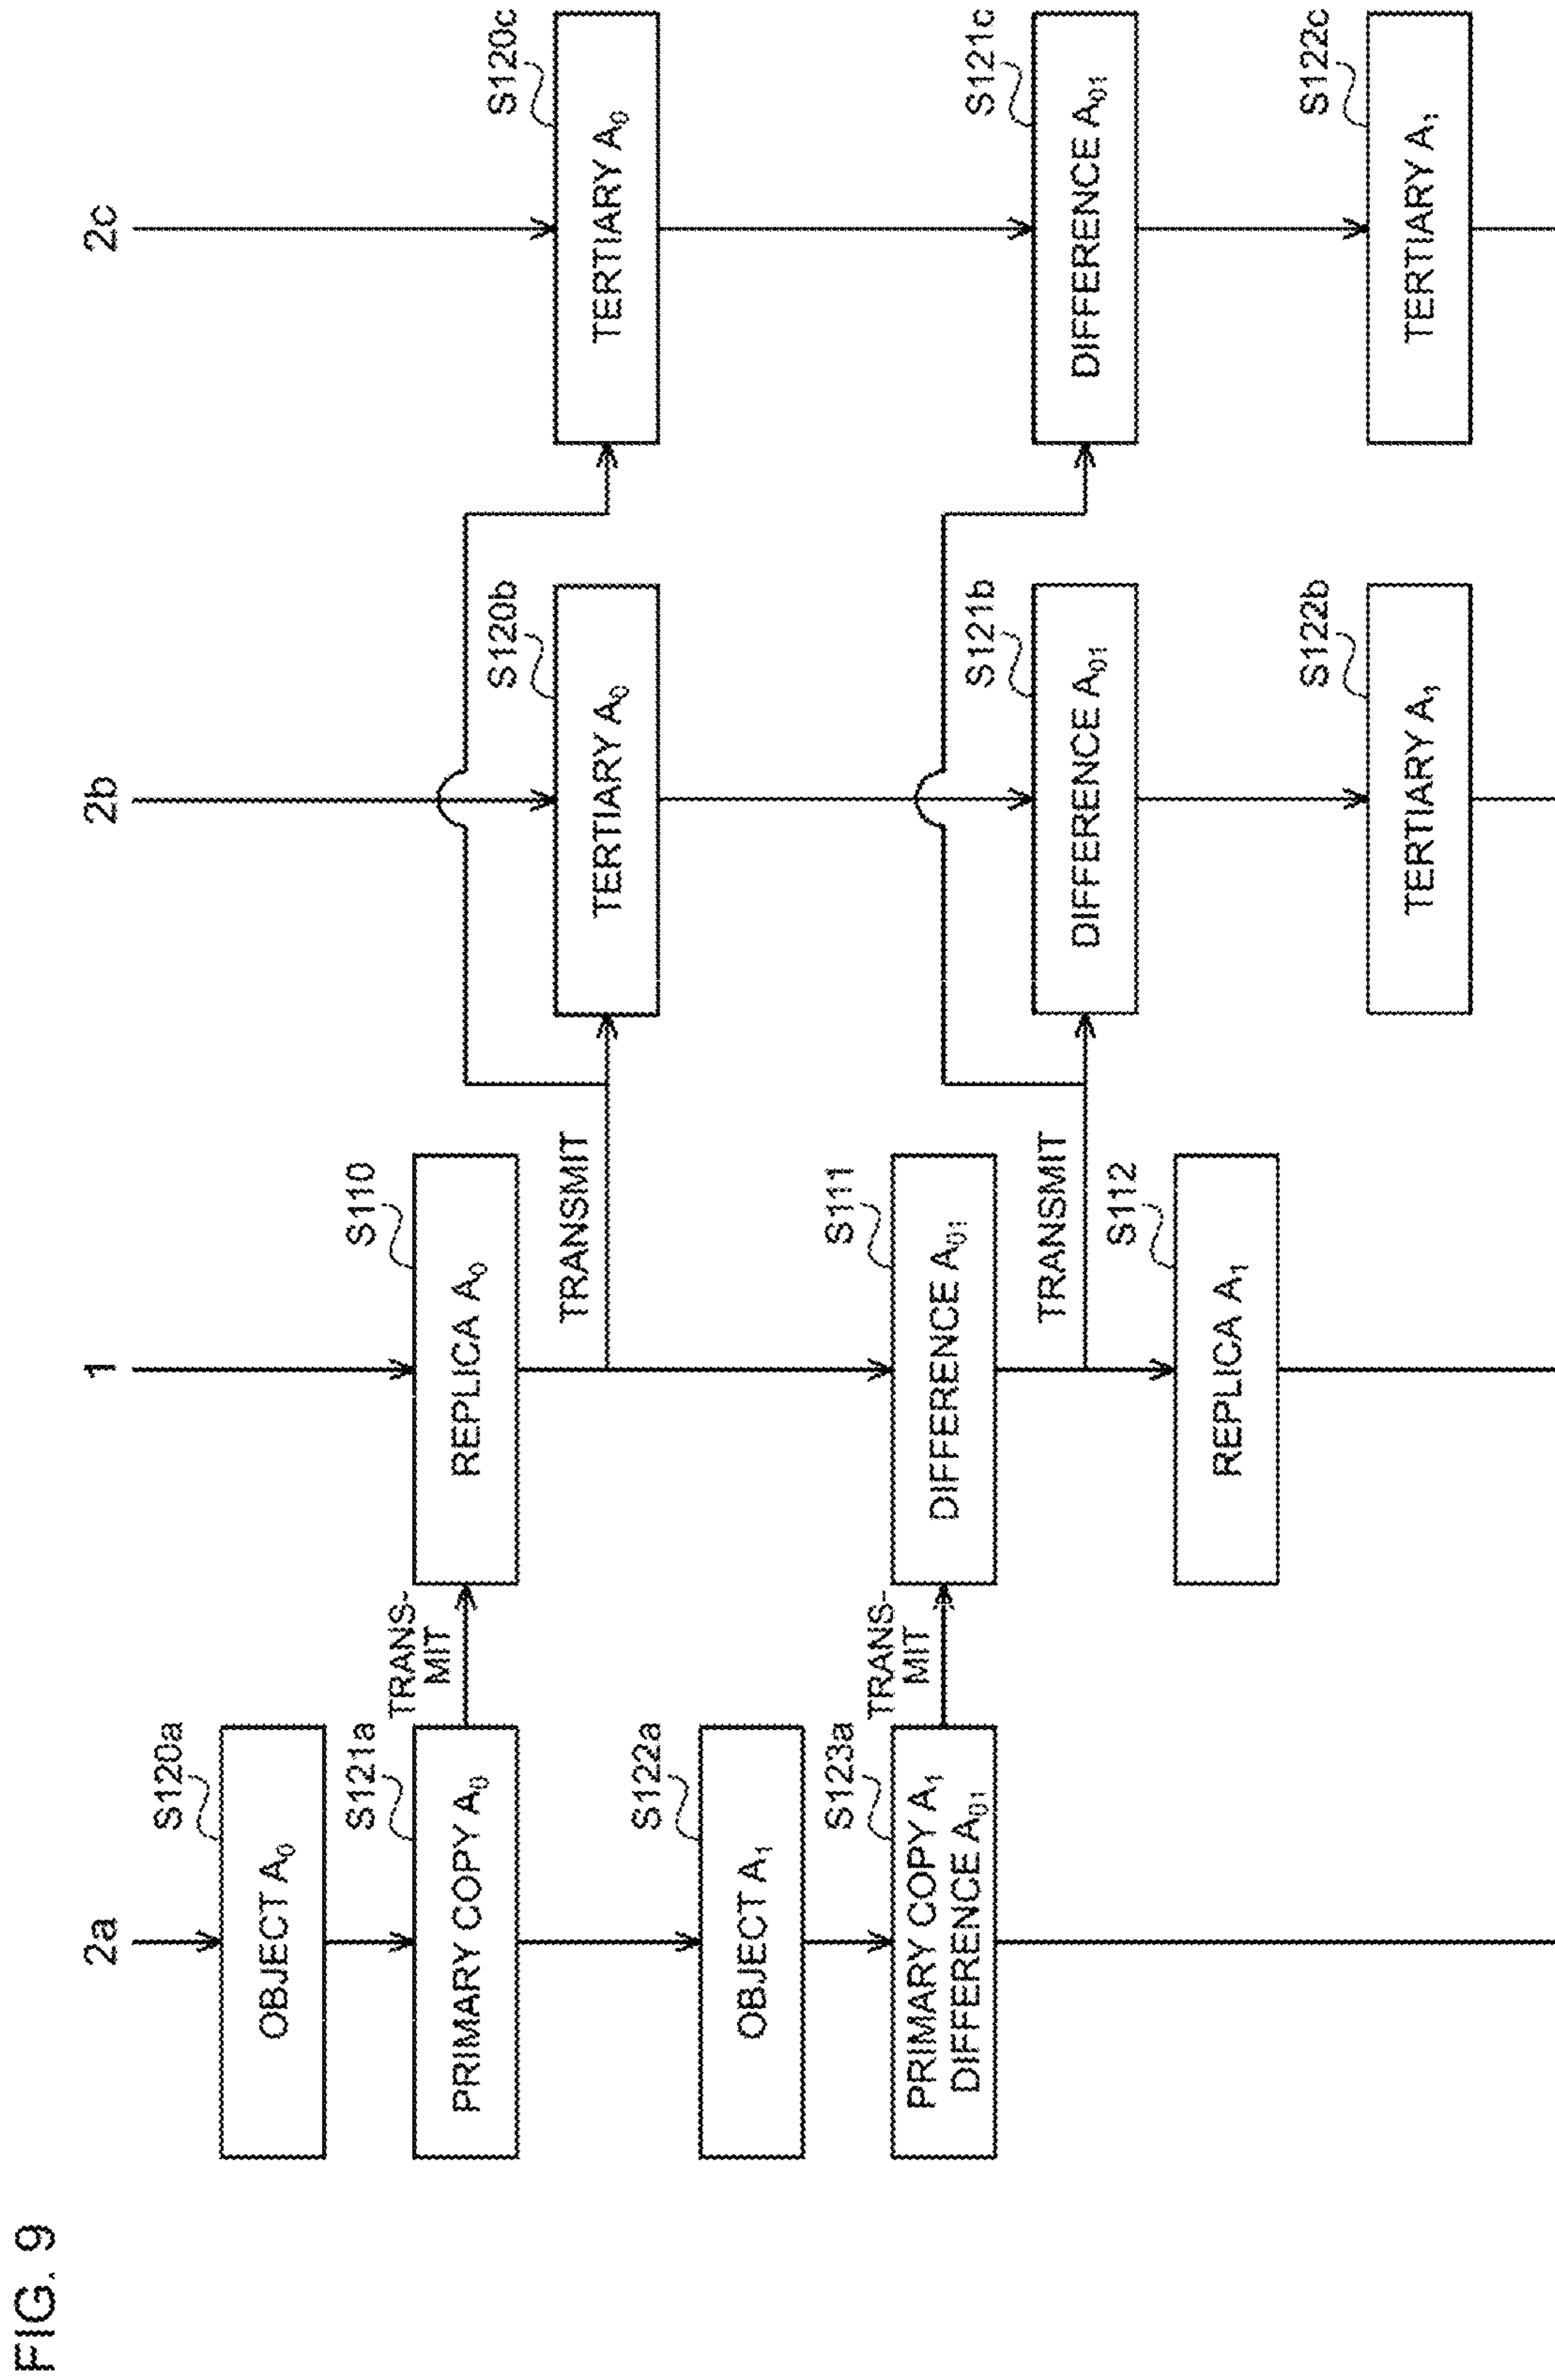 FIG. 9
2a
1
2b
2c
S120a
OBJECT A₀
S121a
PRIMARY COPY A₀
TRANS-
MIT
S110
REPLICA A₀
TRANSMIT
S120b
TERTIARY A₀
S120c
TERTIARY A₀
S122a
OBJECT A₁
S123a
PRIMARY COPY A₁
DIFFERENCE A₀₁
TRANS-
MIT
S111
DIFFERENCE A₀₁
TRANSMIT
S121b
DIFFERENCE A₀₁
S121c
DIFFERENCE A₀₁
S112
REPLICA A₁
S122b
TERTIARY A₁
S122c
TERTIARY A₁